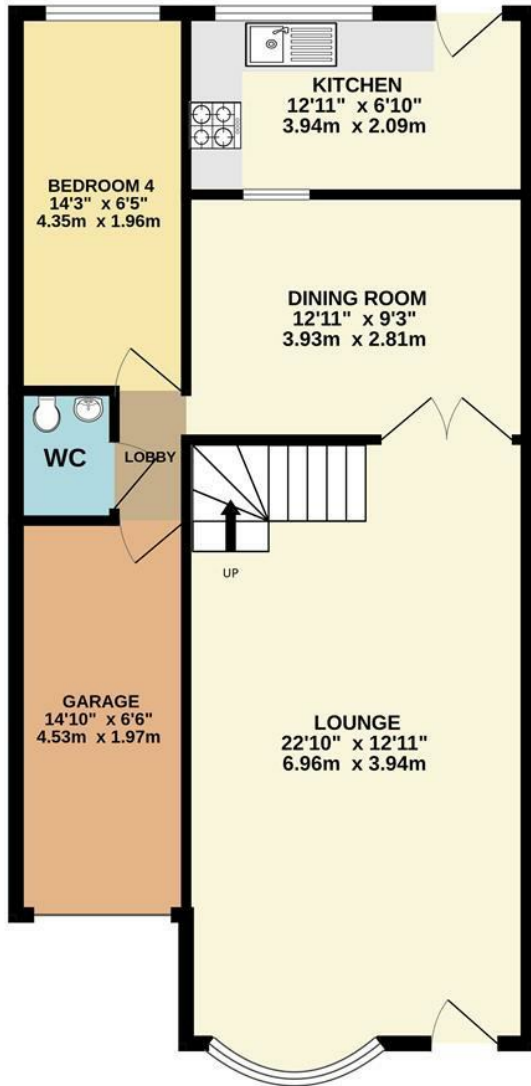 KITCHEN
12'11" x 6'10"
3.94m x 2.09m
BEDROOM 4
14'3" x 6'5"
4.35m x 1.96m
DINING ROOM
12'11" x 9'3"
3.93m x 2.81m
WC
LOBBY
UP
GARAGE
14'10" x 6'6"
4.53m x 1.97m
LOUNGE
22'10" x 12'11"
6.96m x 3.94m